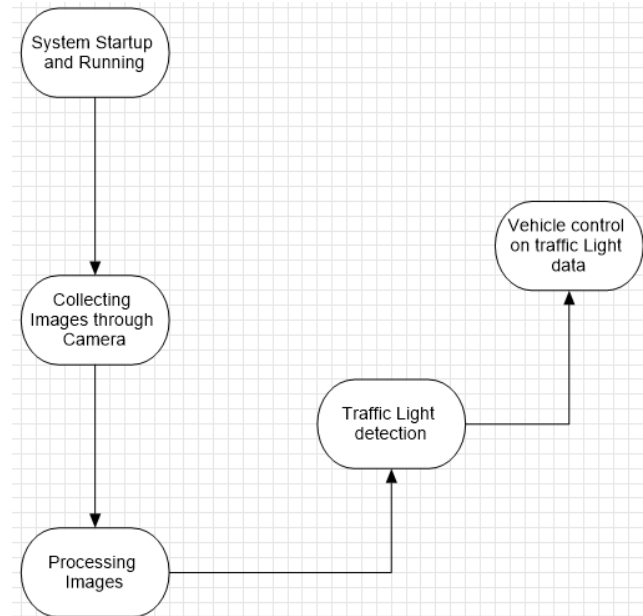 System Startup
and Running
Collecting
Images through
Camera
Processing
Images
Traffic Light
detection
Vehicle control
on traffic Light
data